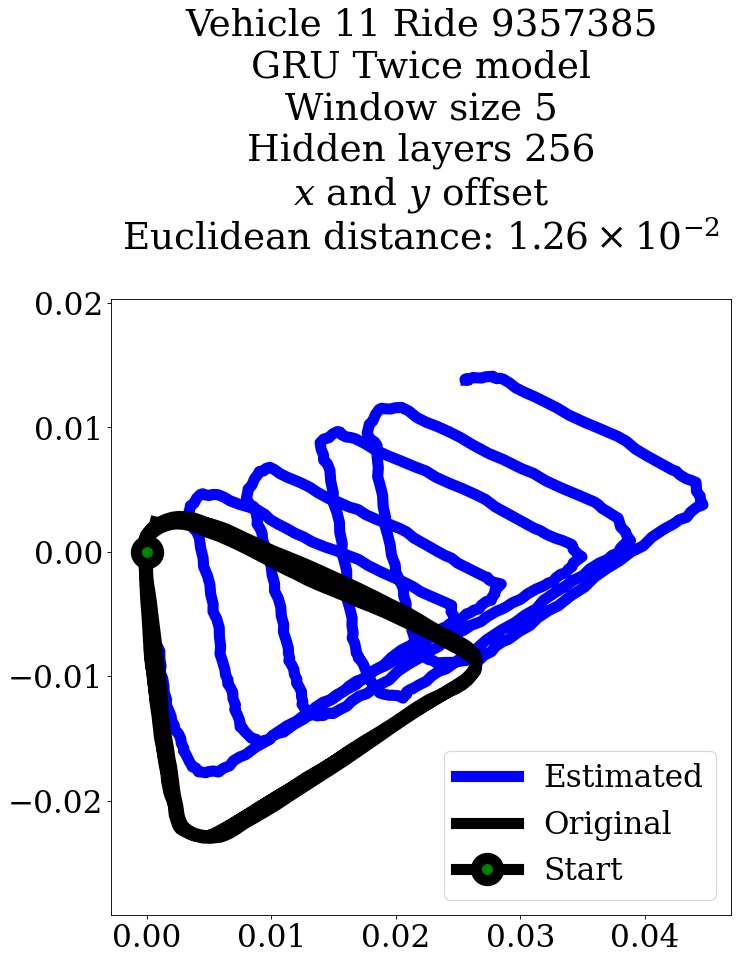 Vehicle 11 Ride 9357385
GRU Twice model
Window size 5
Hidden layers 256
x and y offset
Euclidean distance: 1.26 × 10⁻²
0.02
0.01
0.00
−0.01
−0.02
Estimated
Original
Start
0.00 0.01 0.02 0.03 0.04